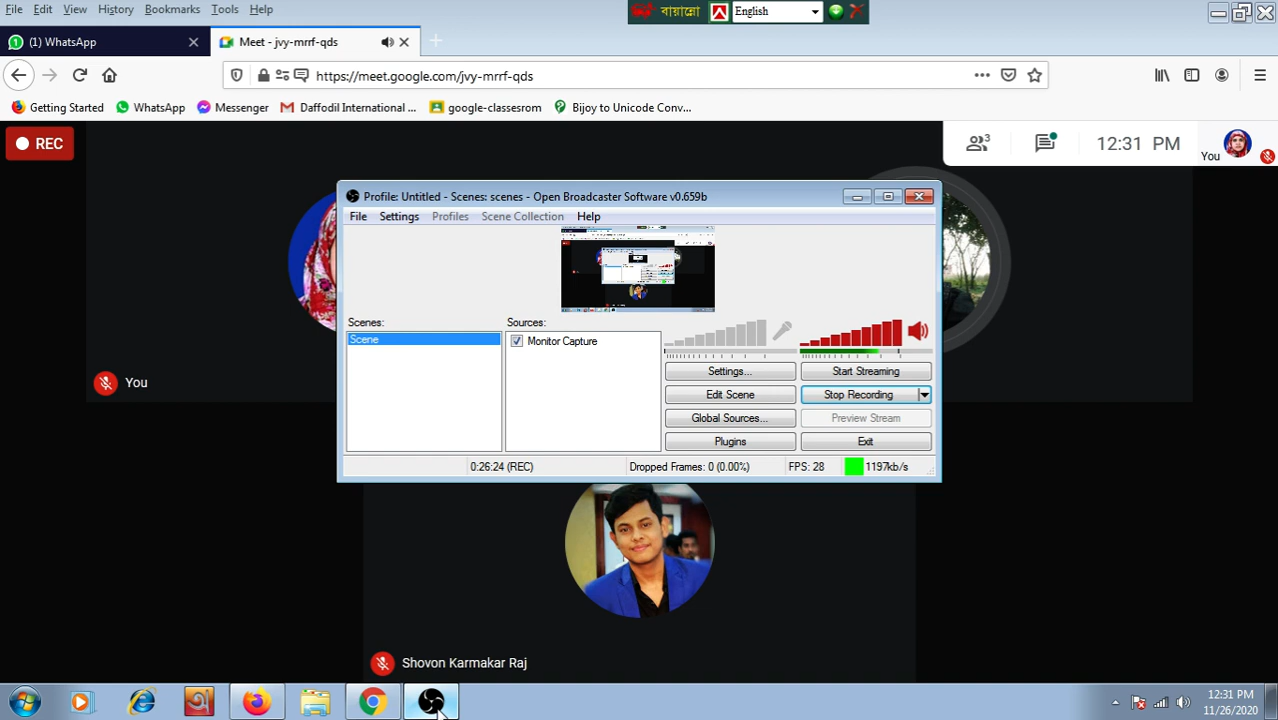 File Edit View History Bookmarks Tools Help
বায়ান্নো English
(1) WhatsApp
Meet - jvy-mrrf-qds
https://meet.google.com/jvy-mrrf-qds
Getting Started WhatsApp Messenger Daffodil International ... google-classesrom Bijoy to Unicode Conv...
REC
3
12:31 PM
You
Profile: Untitled - Scenes: scenes - Open Broadcaster Software v0.659b
File Settings Profiles Scene Collection Help
Scenes:
Scene
Sources:
Monitor Capture
Settings... Start Streaming
Edit Scene Stop Recording
Global Sources... Preview Stream
Plugins Exit
0:26:24 (REC) Dropped Frames: 0 (0.00%) FPS: 28 1197kb/s
You
Shovon Karmakar Raj
12:31 PM
11/26/2020